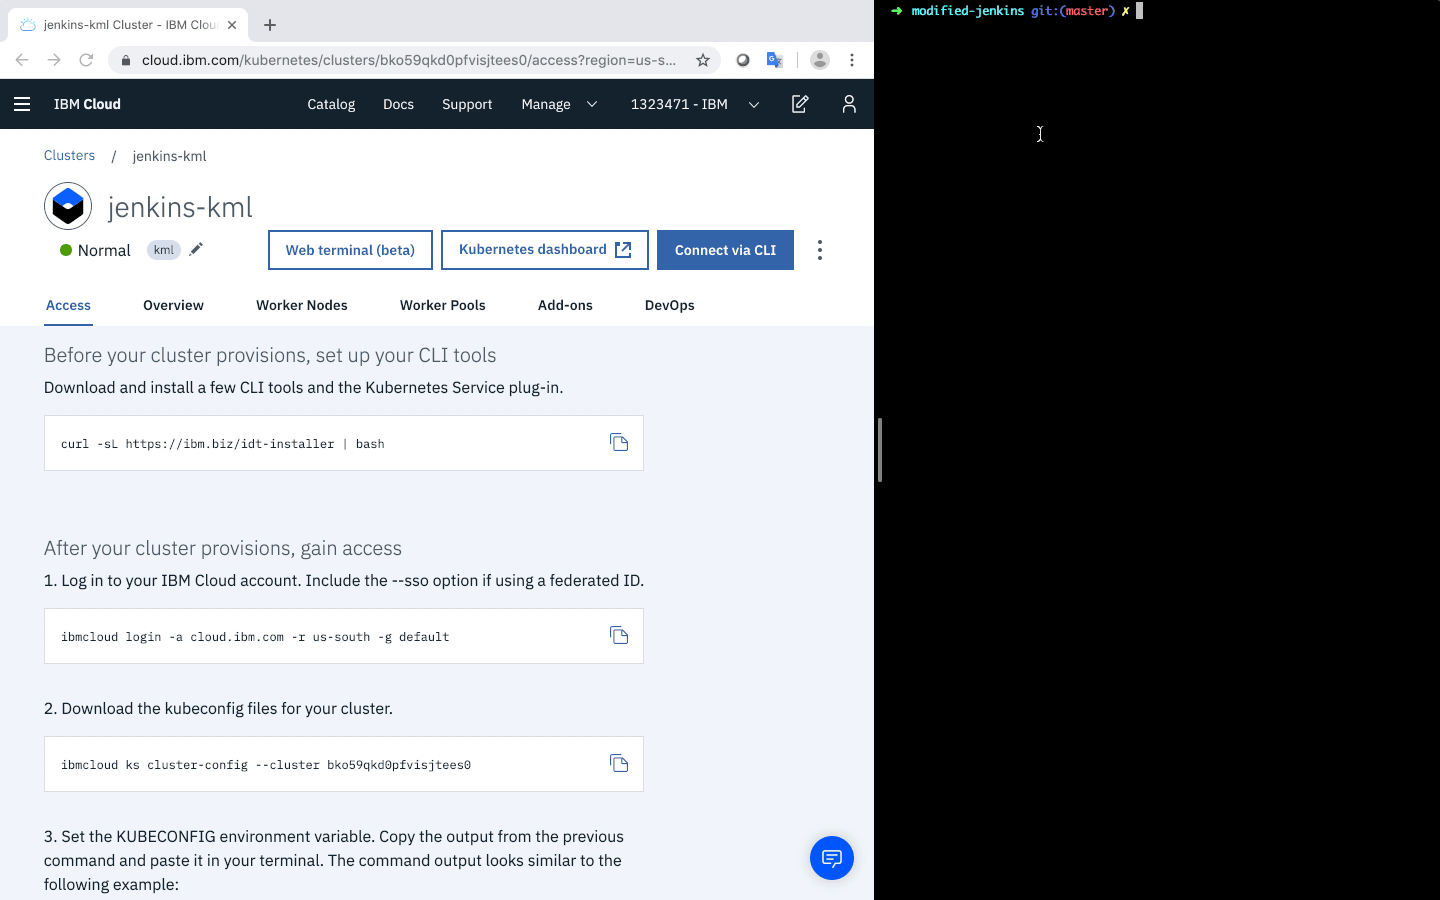 jenkins-kml Cluster - IBM Clou
cloud.ibm.com/kubernetes/clusters/bko59qkd0pfvisjtees0/access?region=us-s...
IBM Cloud
Catalog
Docs
Support
Manage
1323471 - IBM
Clusters / jenkins-kml
jenkins-kml
Normal
kml
Web terminal (beta)
Kubernetes dashboard
Connect via CLI
Access
Overview
Worker Nodes
Worker Pools
Add-ons
DevOps
Before your cluster provisions, set up your CLI tools
Download and install a few CLI tools and the Kubernetes Service plug-in.
curl -sL https://ibm.biz/idt-installer | bash
After your cluster provisions, gain access
1. Log in to your IBM Cloud account. Include the --sso option if using a federated ID.
ibmcloud login -a cloud.ibm.com -r us-south -g default
2. Download the kubeconfig files for your cluster.
ibmcloud ks cluster-config --cluster bko59qkd0pfvisjtees0
3. Set the KUBECONFIG environment variable. Copy the output from the previous
command and paste it in your terminal. The command output looks similar to the
following example:
➜ modified-jenkins git:(master) ✗